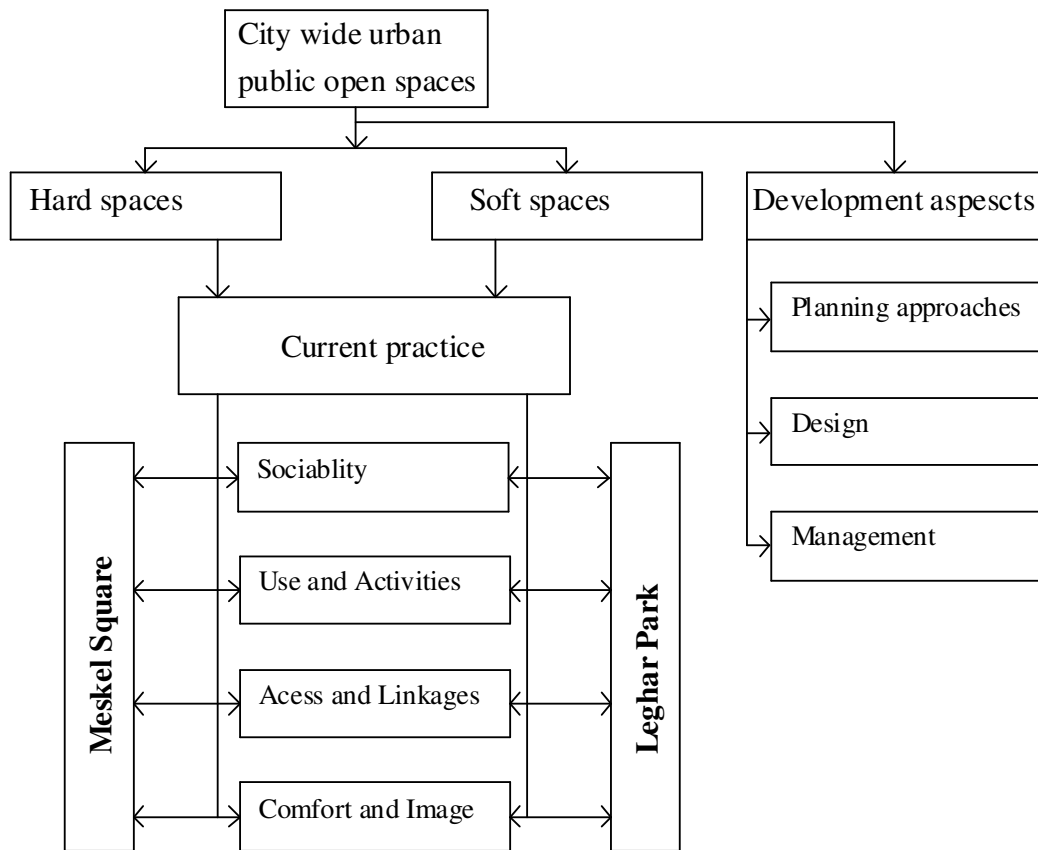 City wide urban
public open spaces
Hard spaces
Soft spaces
Development aspescts
Planning approaches
Current practice
Design
Sociablity
Management
Use and Activities
Meskel Square
Leghar Park
Acess and Linkages
Comfort and Image